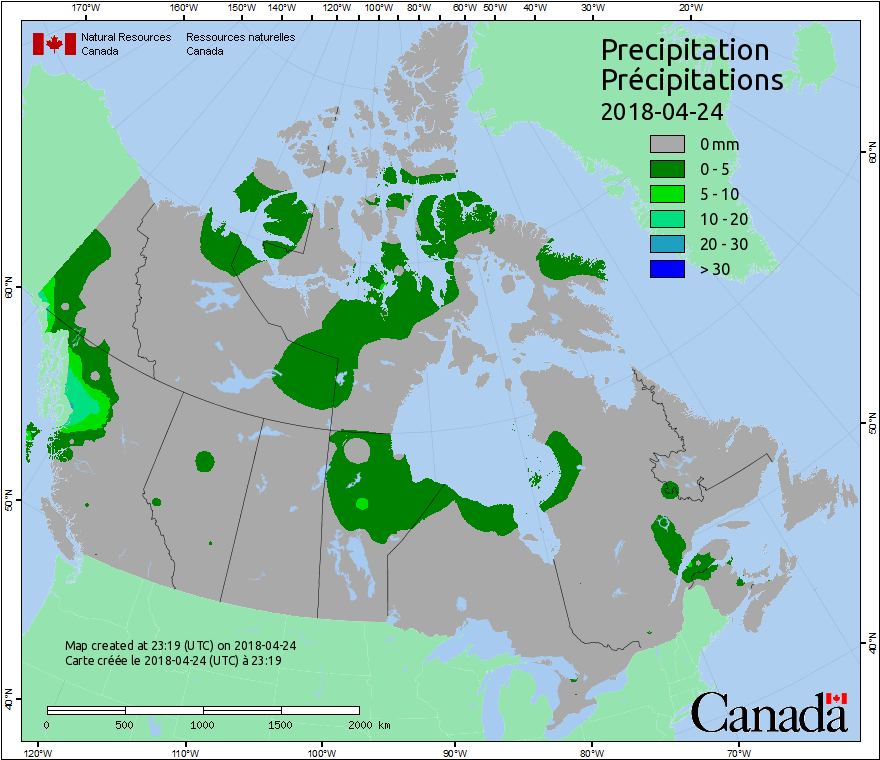 170°W 160°W 150°W 140°W 120°W 100°W 80°W 60°W 50°W 40°W 30°W 20°W
Natural Resources Ressources naturelles
Canada Canada
Precipitation
Précipitations
2018-04-24
0 mm
0 - 5
5 - 10
10 - 20
20 - 30
> 30
60°N
60°N
50°N
50°N
40°N
40°N
Map created at 23:19 (UTC) on 2018-04-24
Carte créée le 2018-04-24 (UTC) à 23:19
0 500 1000 1500 2000 km
Canada
120°W 110°W 100°W 90°W 80°W 70°W